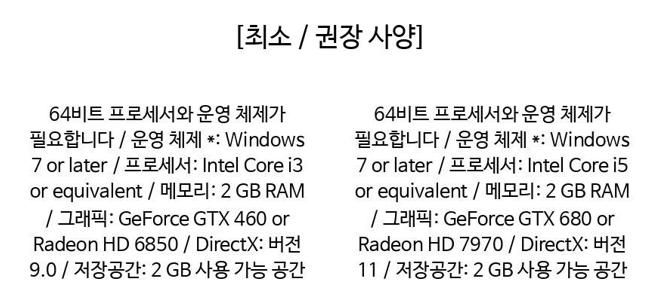 [최소 / 권장 사양]
64비트 프로세서와 운영 체제가
필요합니다 / 운영 체제 *: Windows
7 or later / 프로세서: Intel Core i3
or equivalent / 메모리: 2 GB RAM
/ 그래픽: GeForce GTX 460 or
Radeon HD 6850 / DirectX: 버전
9.0 / 저장공간: 2 GB 사용 가능 공간
64비트 프로세서와 운영 체제가
필요합니다 / 운영 체제 *: Windows
7 or later / 프로세서: Intel Core i5
or equivalent / 메모리: 2 GB RAM
/ 그래픽: GeForce GTX 680 or
Radeon HD 7970 / DirectX: 버전
11 / 저장공간: 2 GB 사용 가능 공간